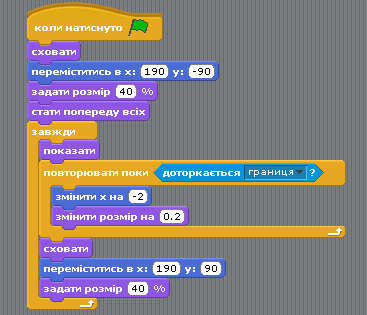 коли натиснуто
сховати
переміститись в x: 190 y: -90
задати розмір 40 %
стати попереду всіх
завжди
показати
повторювати поки доторкається границя ?
змінити x на -2
змінити розмір на 0.2
сховати
переміститись в x: 190 y: 90
задати розмір 40 %